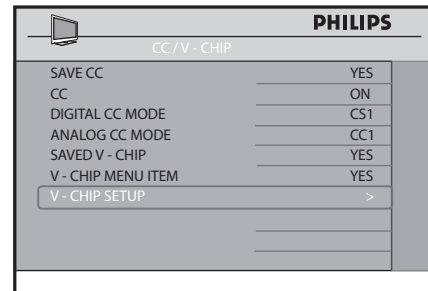 PHILIPS
CC / V - CHIP
SAVE CC YES
CC ON
DIGITAL CC MODE CS1
ANALOG CC MODE CC1
SAVED V - CHIP YES
V - CHIP MENU ITEM YES
V - CHIP SETUP >